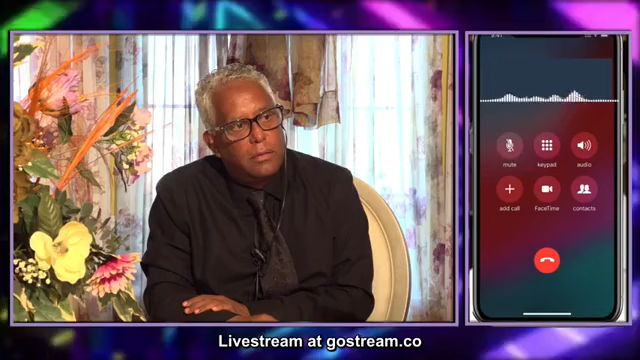 mute keypad audio
add call FaceTime contacts
Livestream at gostream.co